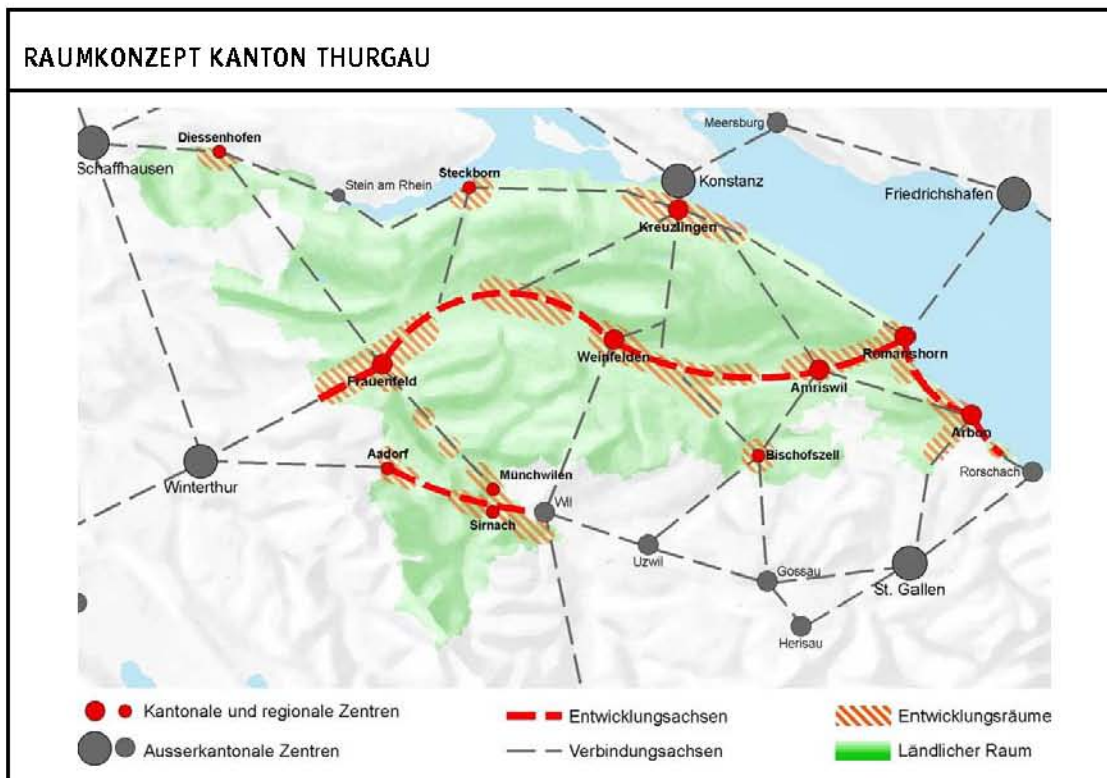 RAUMKONZEPT KANTON THURGAU
Meersburg
Diessenhofen
Schaffhausen
Steckborn
Konstanz
Stein am Rhein
Friedrichshafen
Kreuzlingen
Weinfelden
Romanshorn
Frauenfeld
Amriswil
Arbon
Aadorf
Bischofszell
Rorschach
Münchwilen
Winterthur
Wil
Sirnach
Uzwil
Gossau
St. Gallen
Herisau
Kantonale und regionale Zentren
Entwicklungsachsen
Entwicklungsräume
Ausserkantonale Zentren
Verbindungsachsen
Ländlicher Raum